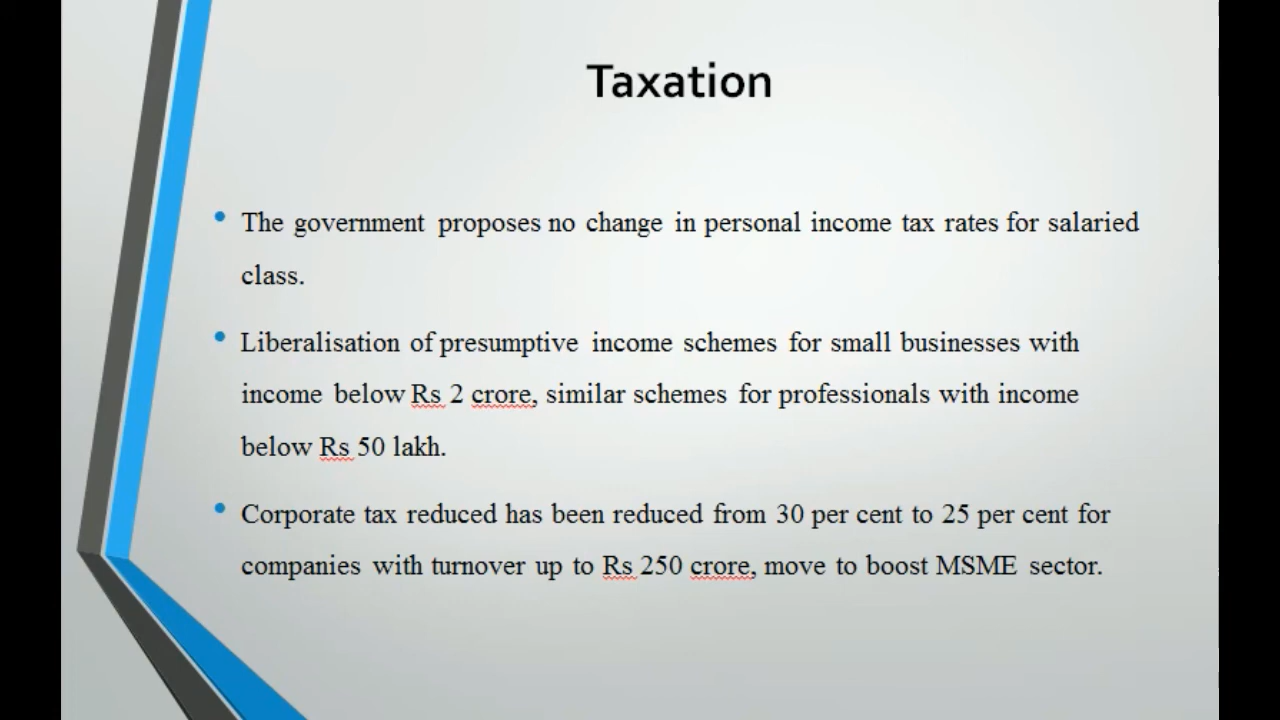 Taxation
The government proposes no change in personal income tax rates for salaried
class.
Liberalisation of presumptive income schemes for small businesses with
income below Rs 2 crore, similar schemes for professionals with income
below Rs 50 lakh.
Corporate tax reduced has been reduced from 30 per cent to 25 per cent for
companies with turnover up to Rs 250 crore, move to boost MSME sector.